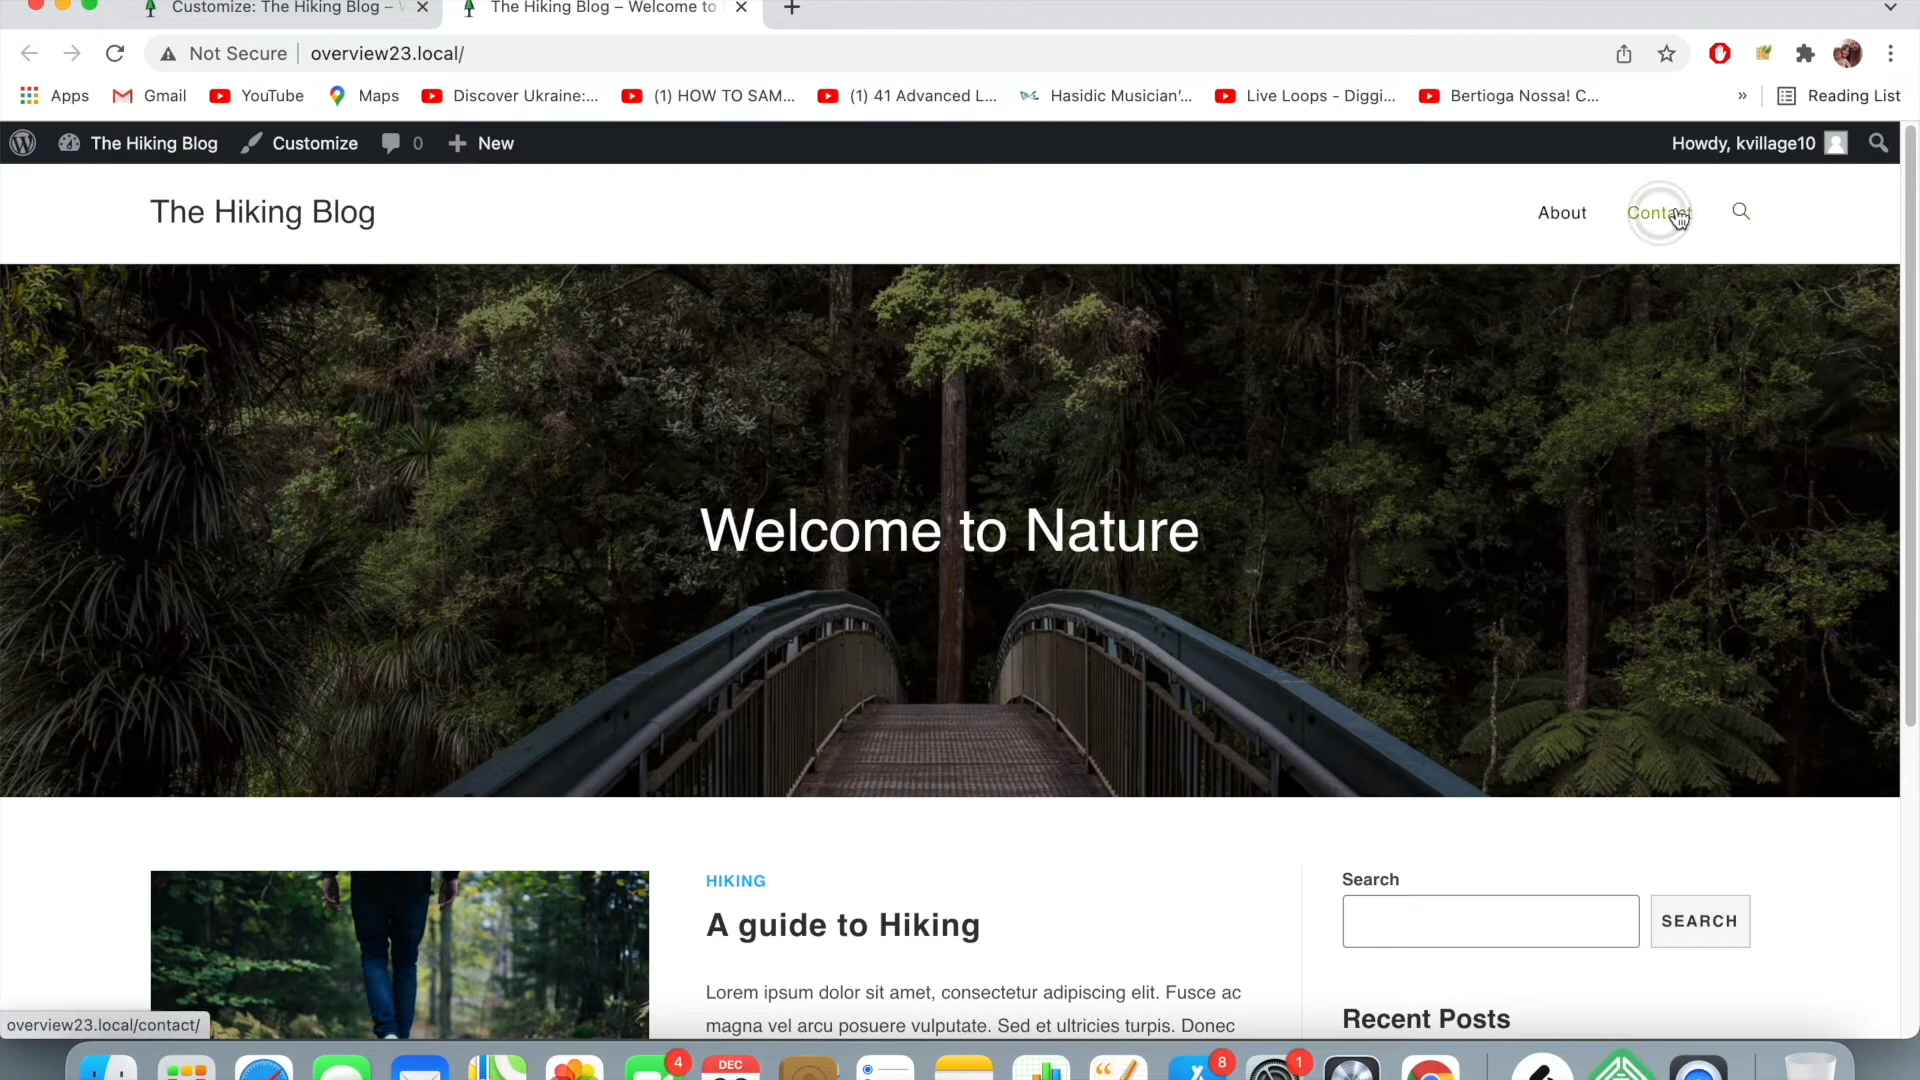 Customize: The Hiking Blog –
The Hiking Blog – Welcome to
Not Secure
overview23.local/
Apps
Gmail
YouTube
Maps
Discover Ukraine:...
(1) HOW TO SAM...
(1) 41 Advanced L...
Hasidic Musician'...
Live Loops - Diggi...
Bertioga Nossa! C...
»
Reading List
The Hiking Blog
Customize
0
New
Howdy, kvillage10
The Hiking Blog
About
Contact
Welcome to Nature
HIKING
A guide to Hiking
Lorem ipsum dolor sit amet, consectetur adipiscing elit. Fusce ac
magna vel arcu posuere vulputate. Sed et ultricies turpis. Donec
Search
SEARCH
Recent Posts
overview23.local/contact/
4
DEC
8
1